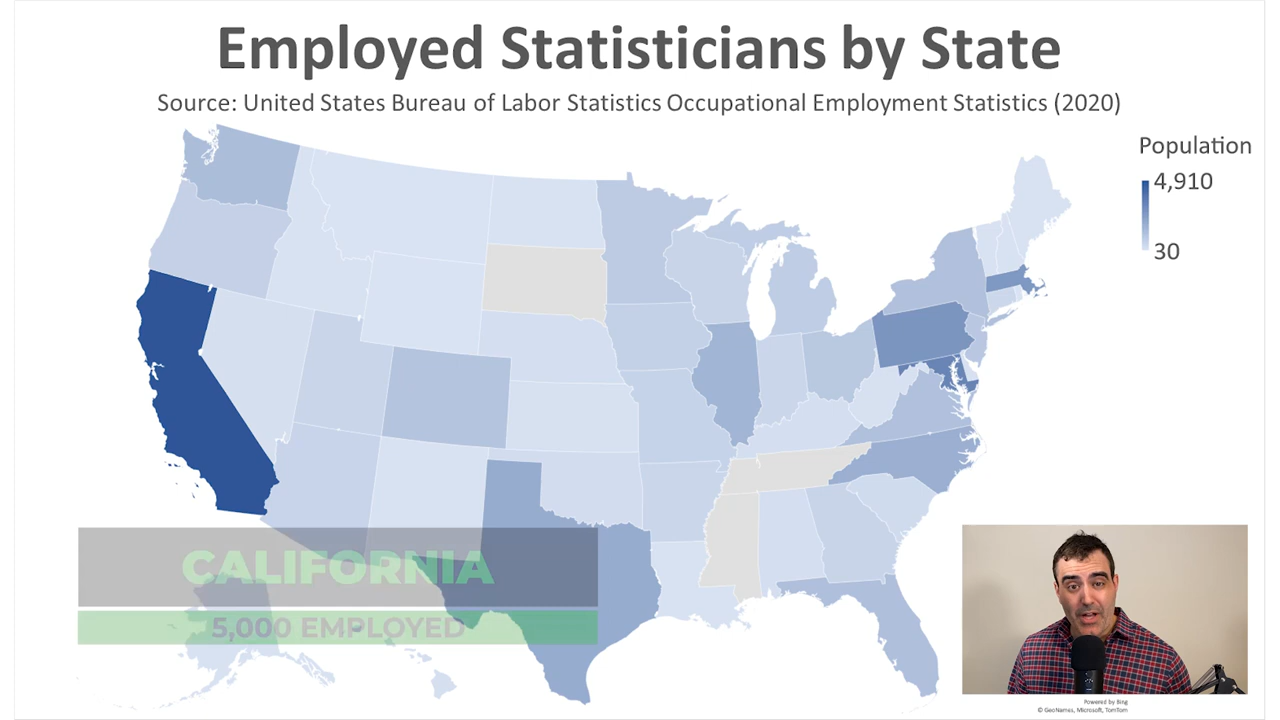 Employed Statisticians by State
Source: United States Bureau of Labor Statistics Occupational Employment Statistics (2020)
Population
4,910
30
CALIFORNIA
5,000 EMPLOYED
Powered by Bing
© GeoNames, Microsoft, TomTom